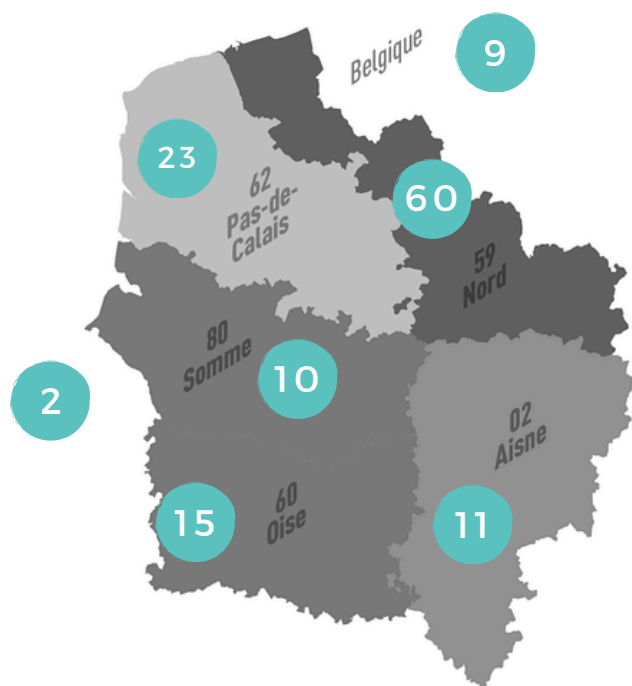 Belgique
9
23
62
Pas-de-
Calais
60
59
Nord
80
Somme
10
2
02
Aisne
60
Oise
15
11